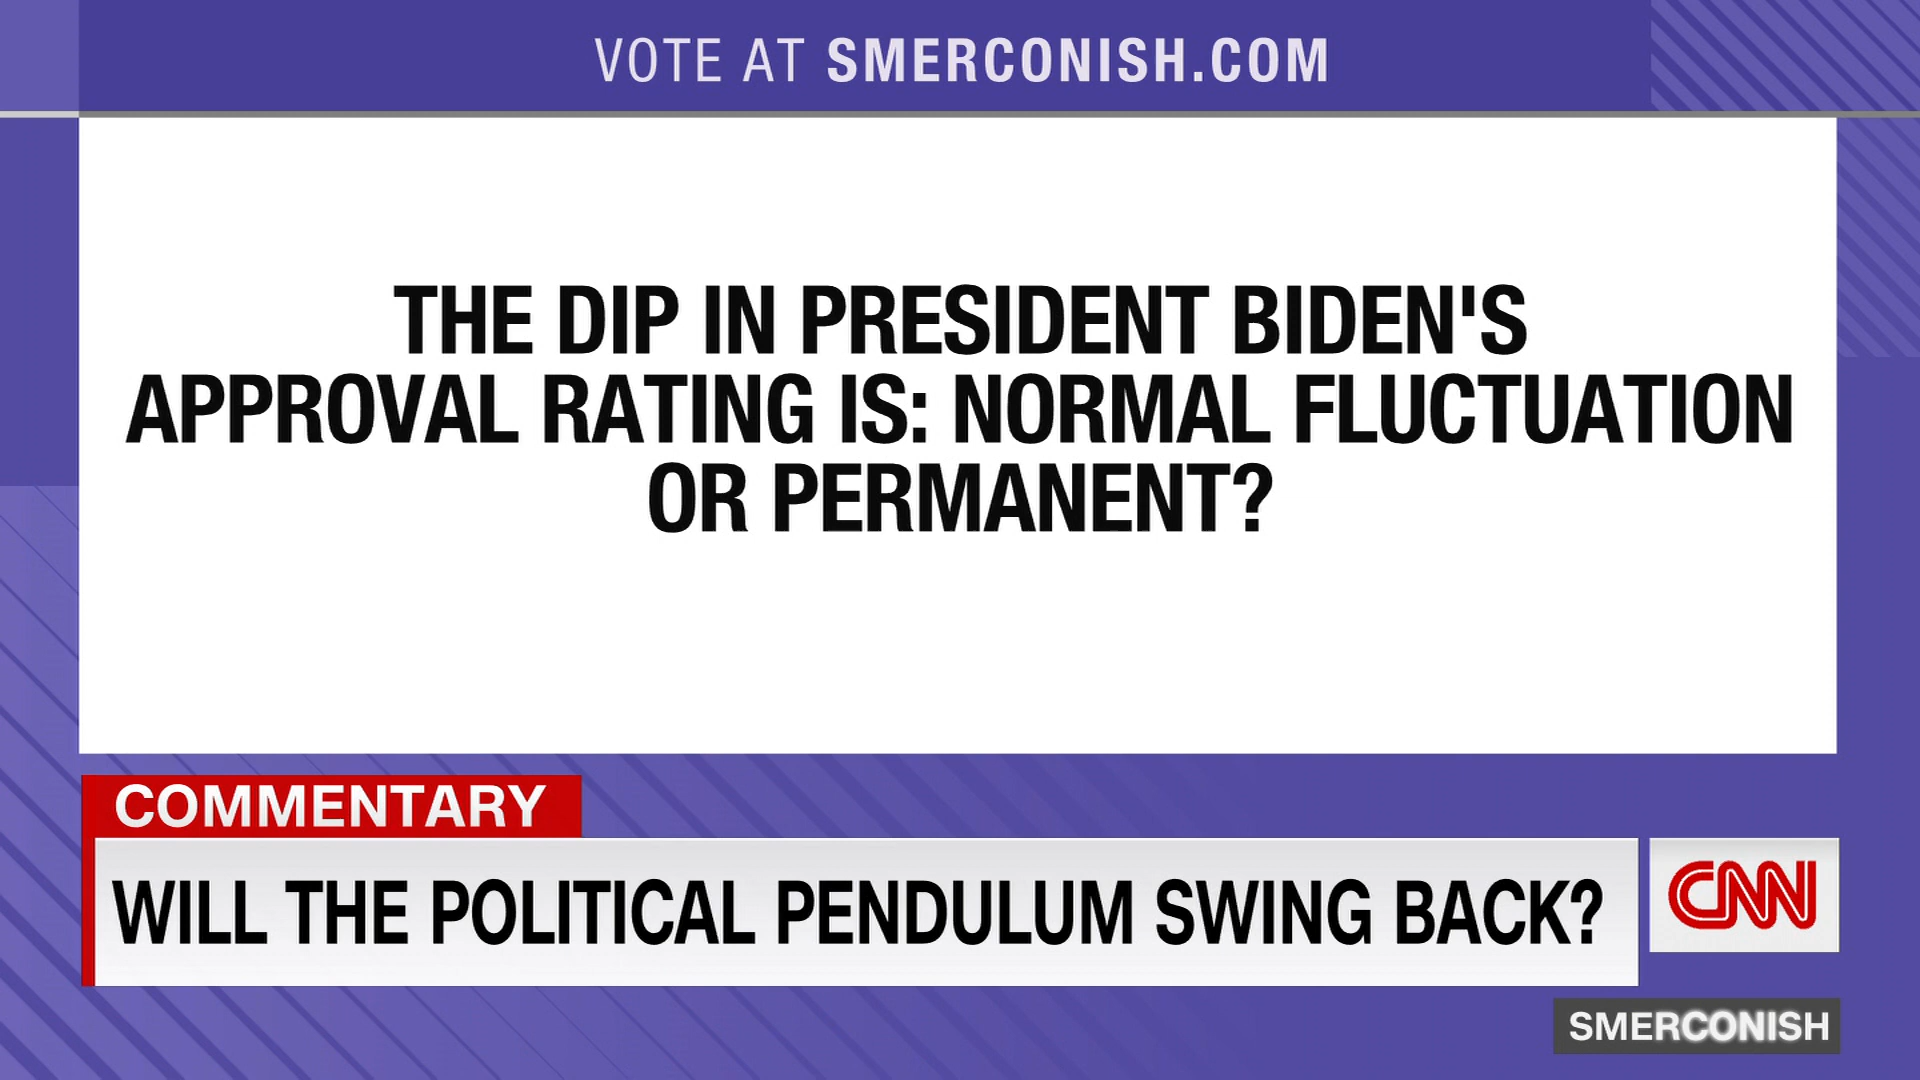 VOTE AT SMERCONISH.COM
THE DIP IN PRESIDENT BIDEN'S
APPROVAL RATING IS: NORMAL FLUCTUATION
OR PERMANENT?
COMMENTARY
WILL THE POLITICAL PENDULUM SWING BACK?
CNN
SMERCONISH